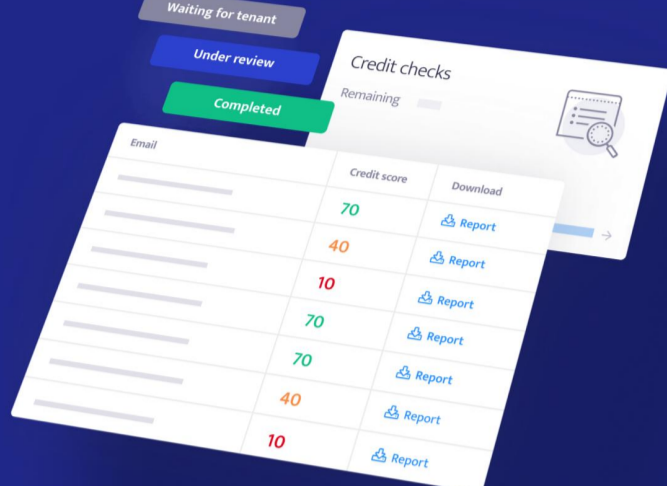 Waiting for tenant
Under review
Completed
Credit checks
Remaining
Email Credit score Download
70 Report
40 Report
10 Report
70 Report
70 Report
40 Report
10 Report